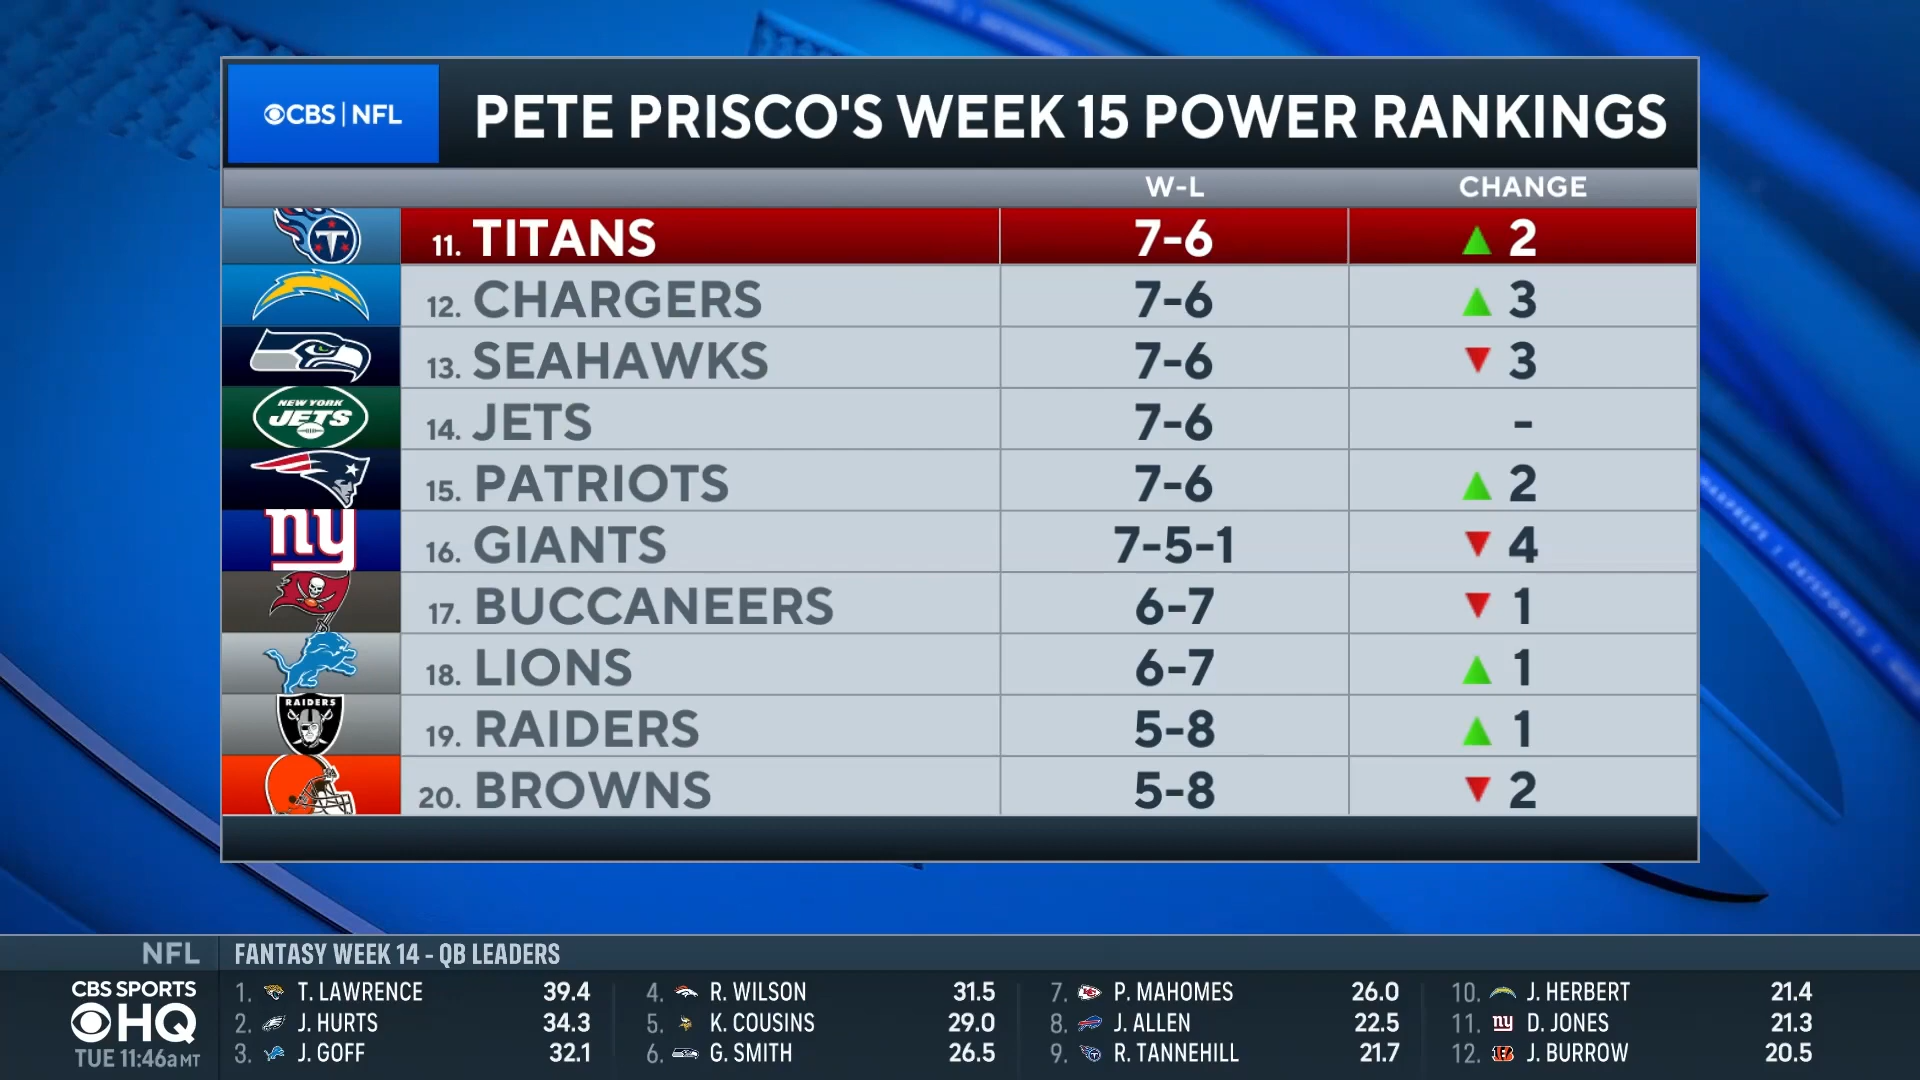 CBS | NFL PETE PRISCO'S WEEK 15 POWER RANKINGS
W-L CHANGE
11. TITANS 7-6 ▲ 2
12. CHARGERS 7-6 ▲ 3
13. SEAHAWKS 7-6 ▼ 3
NEW YORK JETS
14. JETS 7-6 -
15. PATRIOTS 7-6 ▲ 2
ny
16. GIANTS 7-5-1 ▼ 4
17. BUCCANEERS 6-7 ▼ 1
18. LIONS 6-7 ▲ 1
RAIDERS
19. RAIDERS 5-8 ▲ 1
20. BROWNS 5-8 ▼ 2
NFL FANTASY WEEK 14 - QB LEADERS
CBS SPORTS
HQ
TUE 11:46a MT
1. T. LAWRENCE 39.4
2. J. HURTS 34.3
3. J. GOFF 32.1
4. R. WILSON 31.5
5. K. COUSINS 29.0
6. G. SMITH 26.5
7. P. MAHOMES 26.0
8. J. ALLEN 22.5
9. R. TANNEHILL 21.7
10. J. HERBERT 21.4
11. ny D. JONES 21.3
12. J. BURROW 20.5